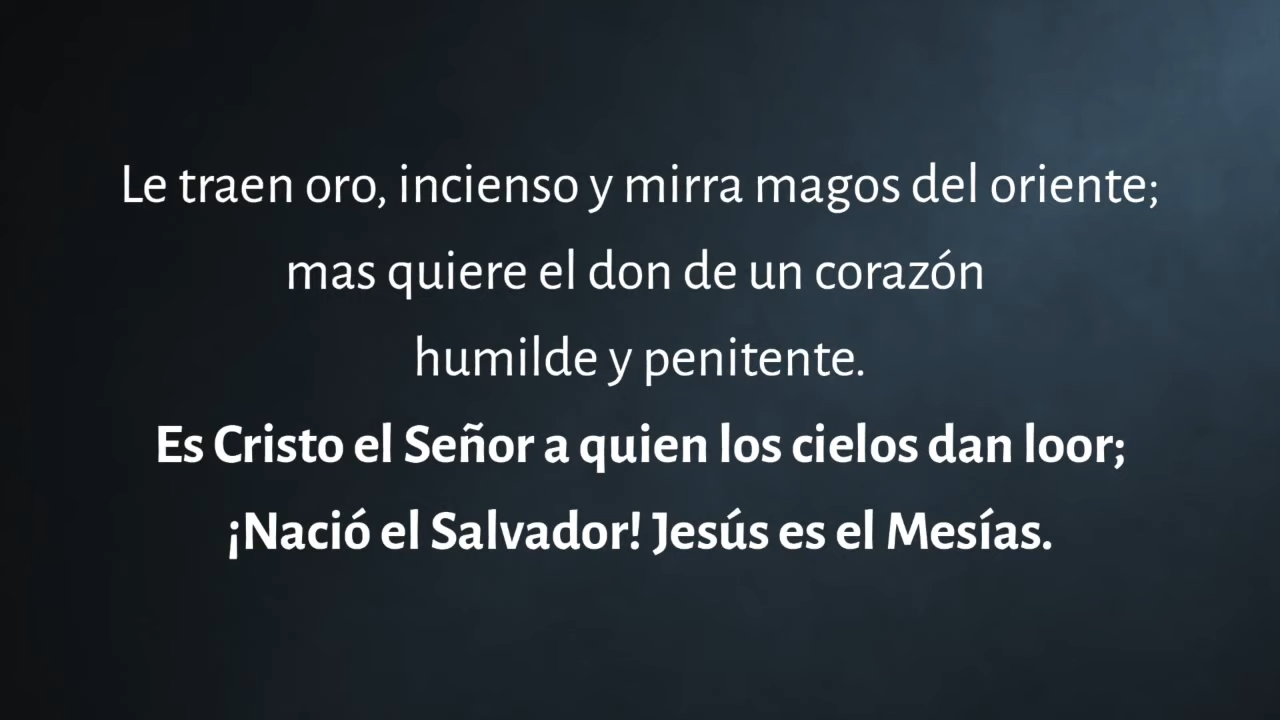 Le traen oro, incienso y mirra magos del oriente;
mas quiere el don de un corazón
humilde y penitente.
Es Cristo el Señor a quien los cielos dan loor;
¡Nació el Salvador! Jesús es el Mesías.